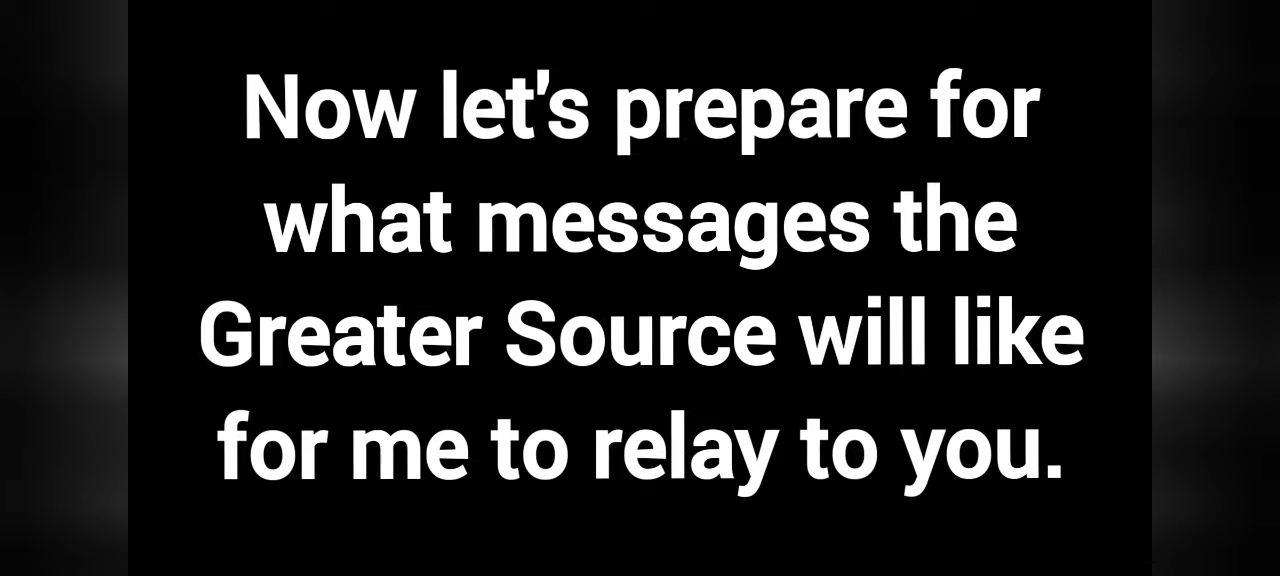 Now let's prepare for
what messages the
Greater Source will like
for me to relay to you.